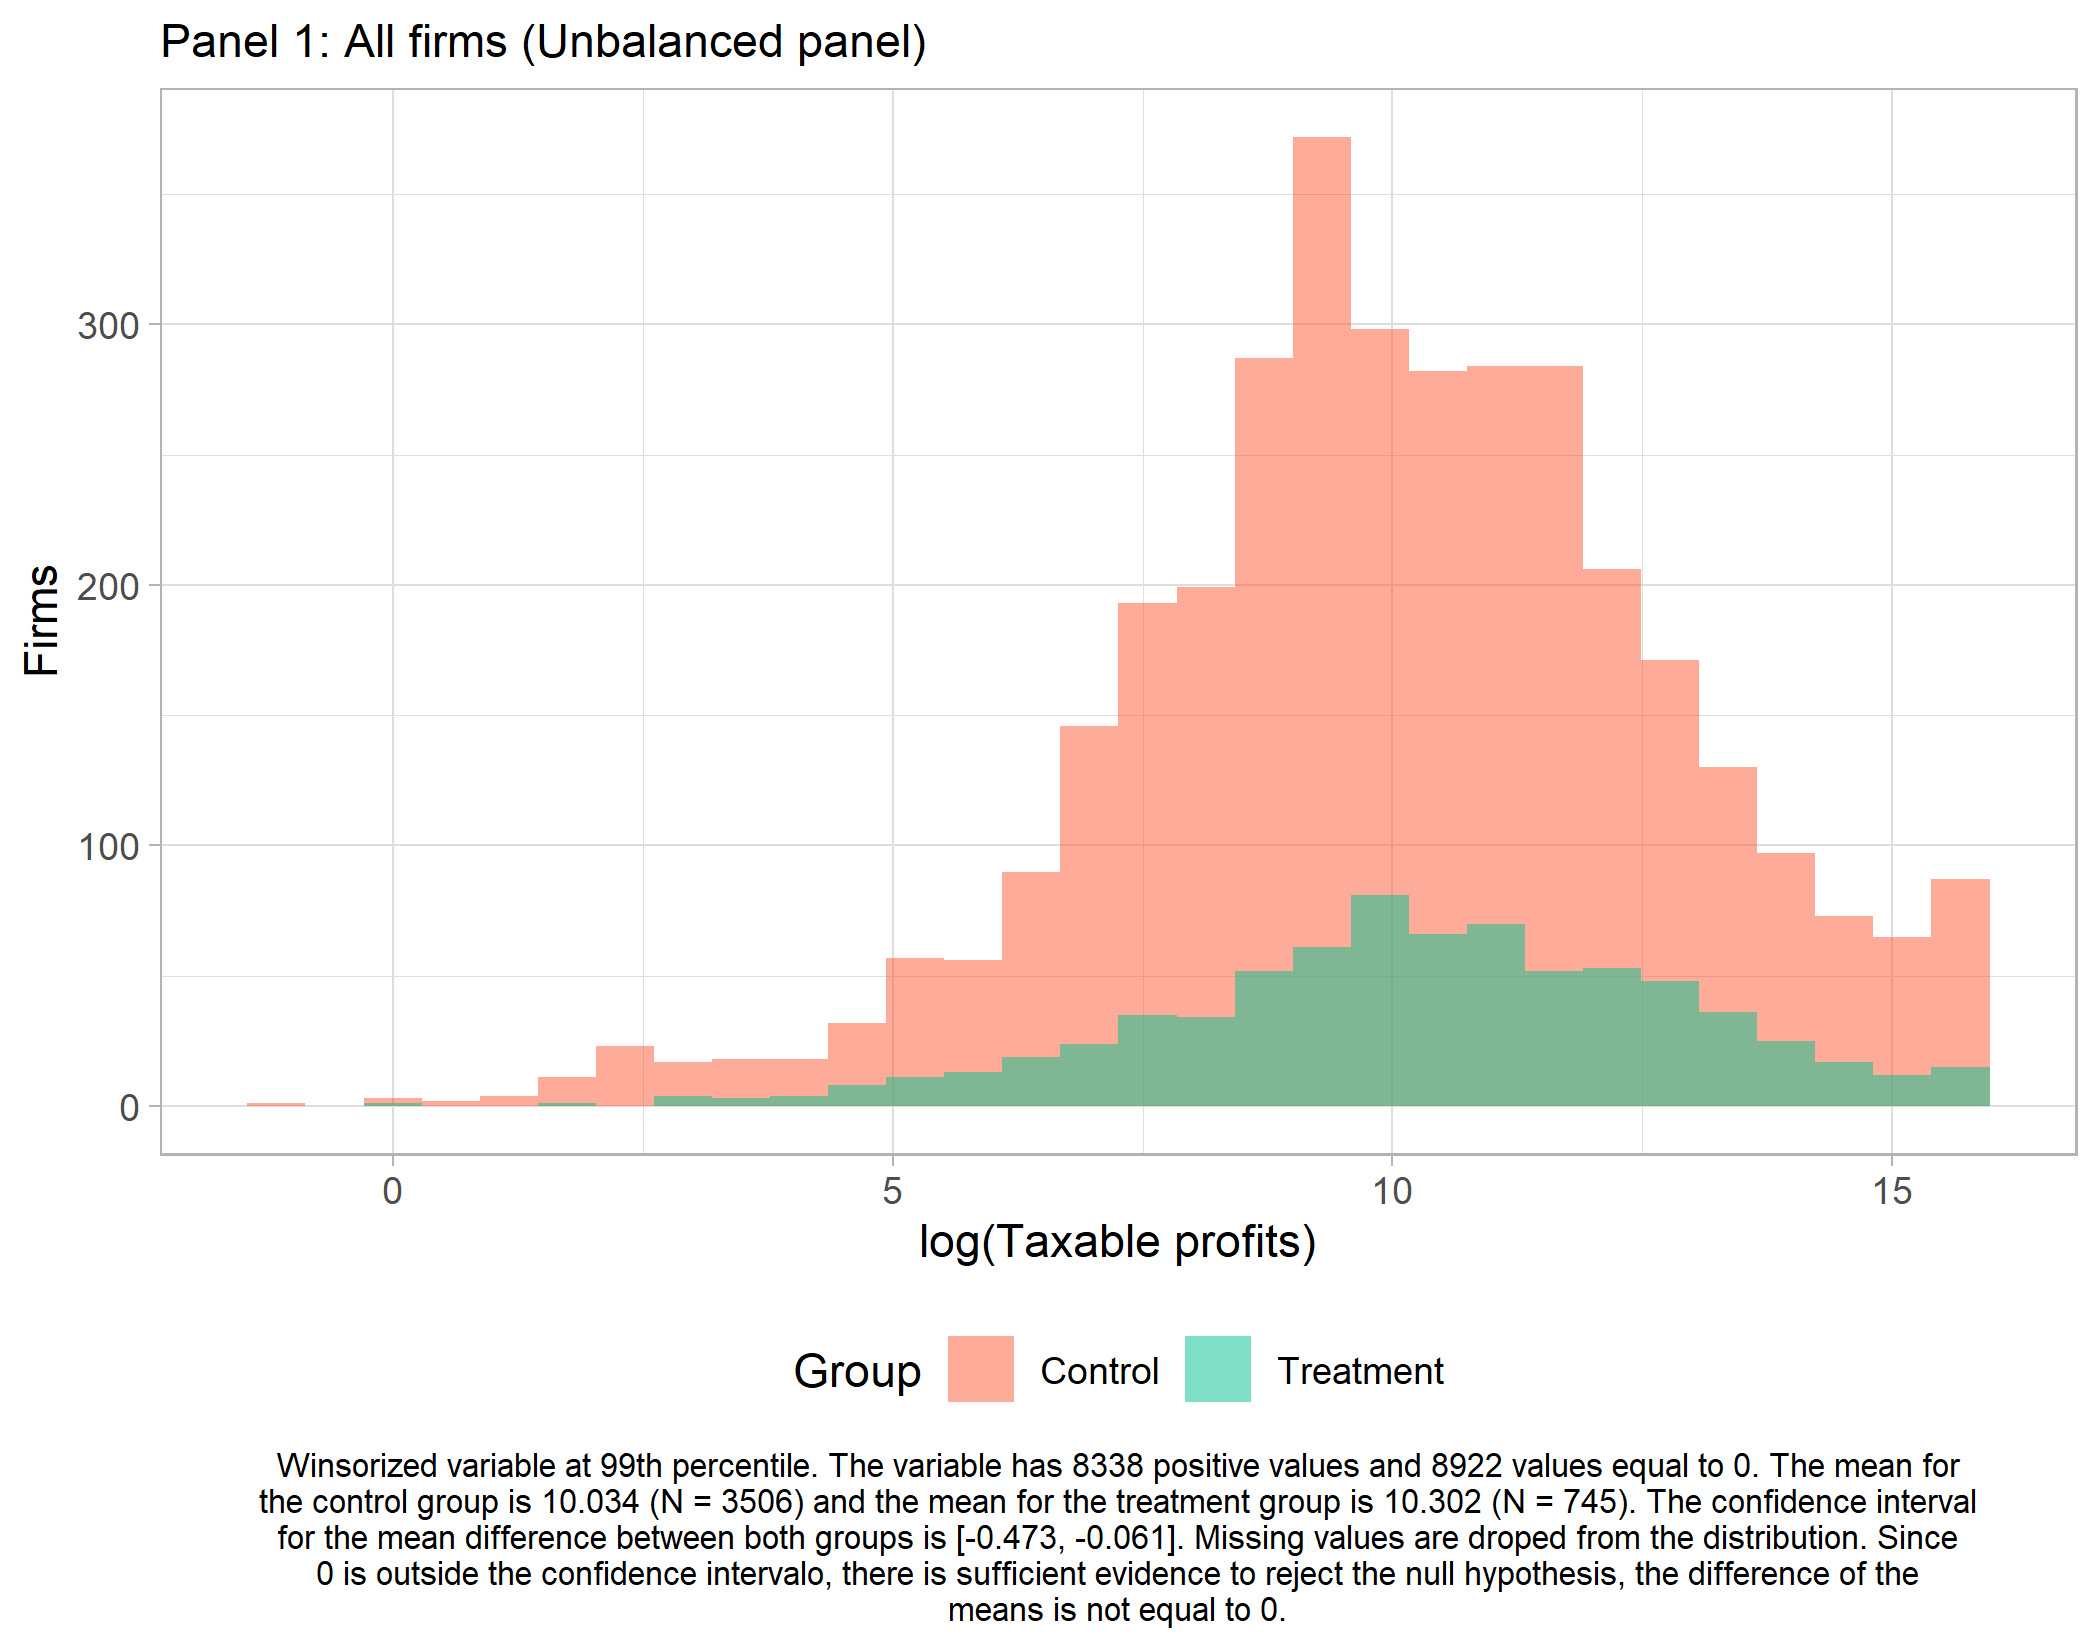 Panel 1: All firms (Unbalanced panel)
Firms
300
200
100
0
0 5 10 15
log(Taxable profits)
Group Control Treatment
Winsorized variable at 99th percentile. The variable has 8338 positive values and 8922 values equal to 0. The mean for
the control group is 10.034 (N = 3506) and the mean for the treatment group is 10.302 (N = 745). The confidence interval
for the mean difference between both groups is [-0.473, -0.061]. Missing values are droped from the distribution. Since
0 is outside the confidence intervalo, there is sufficient evidence to reject the null hypothesis, the difference of the
means is not equal to 0.